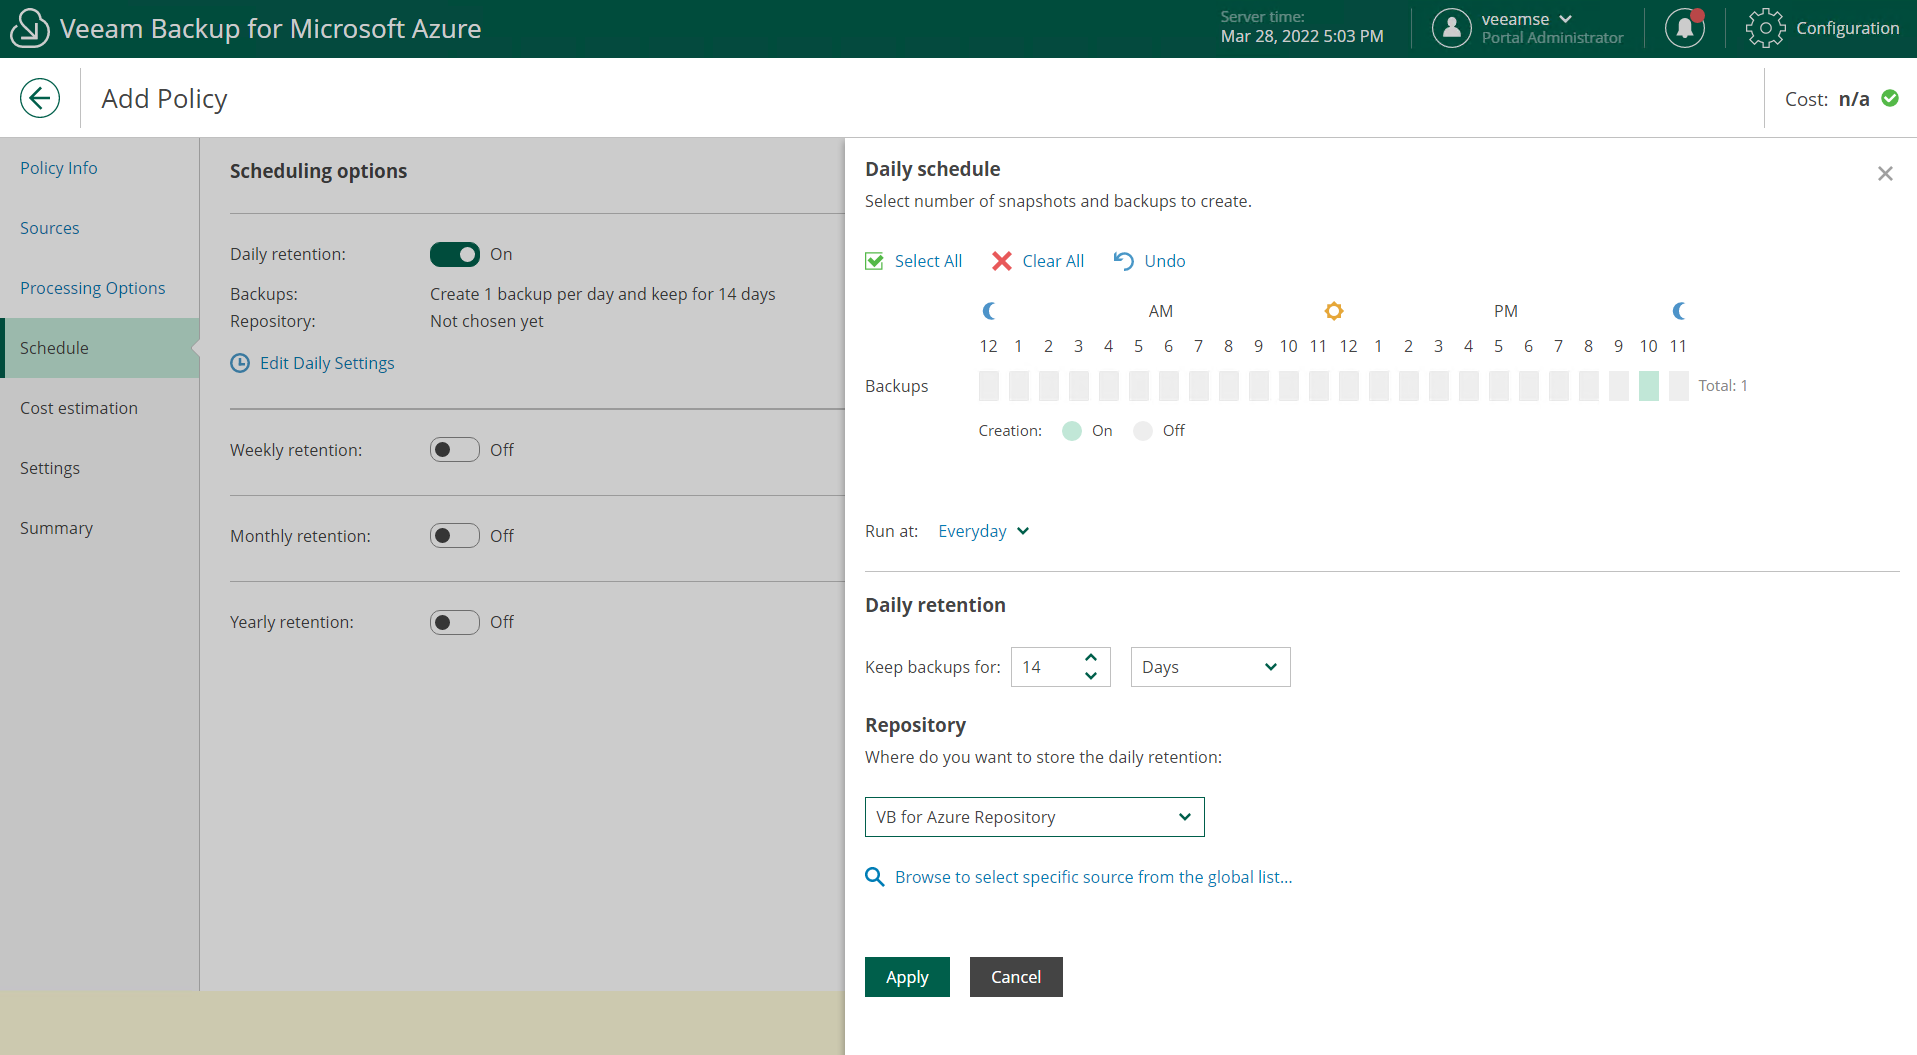 Veeam Backup for Microsoft Azure
Server time:
Mar 28, 2022 5:03 PM
veeamse
Portal Administrator
Configuration
Add Policy
Cost: n/a
Policy Info
Sources
Processing Options
Schedule
Cost estimation
Settings
Summary
Scheduling options
Daily retention: On
Backups: Create 1 backup per day and keep for 14 days
Repository: Not chosen yet
Edit Daily Settings
Weekly retention: Off
Monthly retention: Off
Yearly retention: Off
Daily schedule
Select number of snapshots and backups to create.
Select All Clear All Undo
AM PM
12 1 2 3 4 5 6 7 8 9 10 11 12 1 2 3 4 5 6 7 8 9 10 11
Backups Total: 1
Creation: On Off
Run at: Everyday
Daily retention
Keep backups for: 14 Days
Repository
Where do you want to store the daily retention:
VB for Azure Repository
Browse to select specific source from the global list...
Apply Cancel